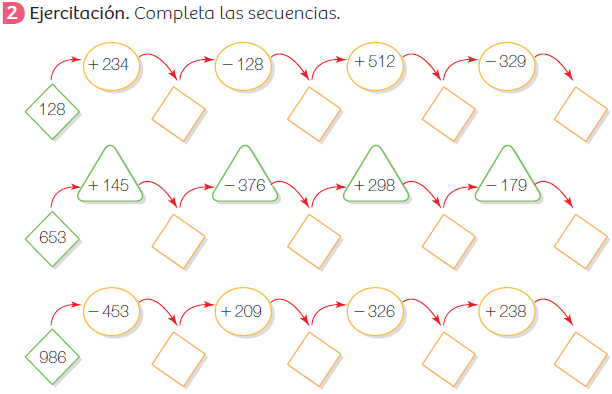 2 Ejercitación. Completa las secuencias.
+ 234 − 128 + 512 − 329
128
+ 145 − 376 + 298 − 179
653
− 453 + 209 − 326 + 238
986